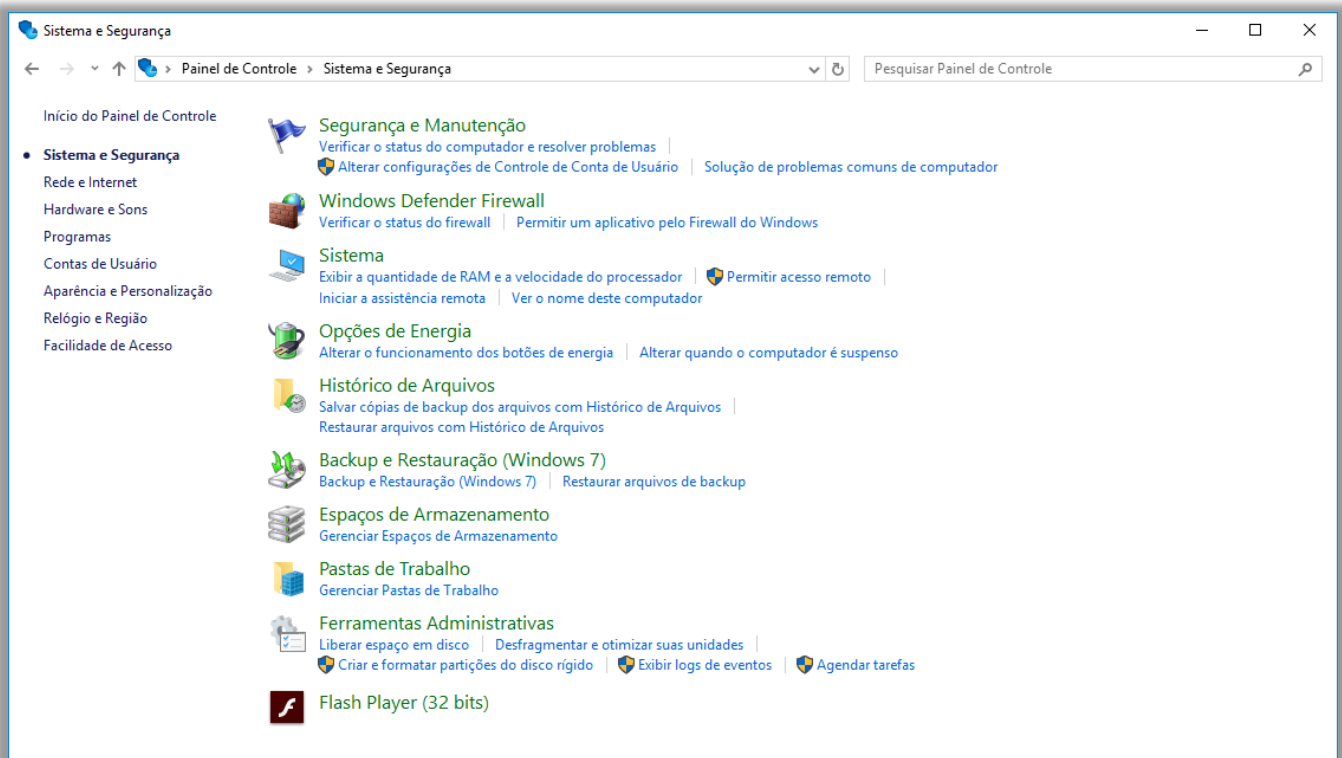 Sistema e Segurança
Painel de Controle › Sistema e Segurança
Pesquisar Painel de Controle
Início do Painel de Controle
Sistema e Segurança
Rede e Internet
Hardware e Sons
Programas
Contas de Usuário
Aparência e Personalização
Relógio e Região
Facilidade de Acesso
Segurança e Manutenção
Verificar o status do computador e resolver problemas
Alterar configurações de Controle de Conta de Usuário | Solução de problemas comuns de computador
Windows Defender Firewall
Verificar o status do firewall | Permitir um aplicativo pelo Firewall do Windows
Sistema
Exibir a quantidade de RAM e a velocidade do processador | Permitir acesso remoto
Iniciar a assistência remota | Ver o nome deste computador
Opções de Energia
Alterar o funcionamento dos botões de energia | Alterar quando o computador é suspenso
Histórico de Arquivos
Salvar cópias de backup dos arquivos com Histórico de Arquivos
Restaurar arquivos com Histórico de Arquivos
Backup e Restauração (Windows 7)
Backup e Restauração (Windows 7) | Restaurar arquivos de backup
Espaços de Armazenamento
Gerenciar Espaços de Armazenamento
Pastas de Trabalho
Gerenciar Pastas de Trabalho
Ferramentas Administrativas
Liberar espaço em disco | Desfragmentar e otimizar suas unidades
Criar e formatar partições do disco rígido | Exibir logs de eventos | Agendar tarefas
Flash Player (32 bits)